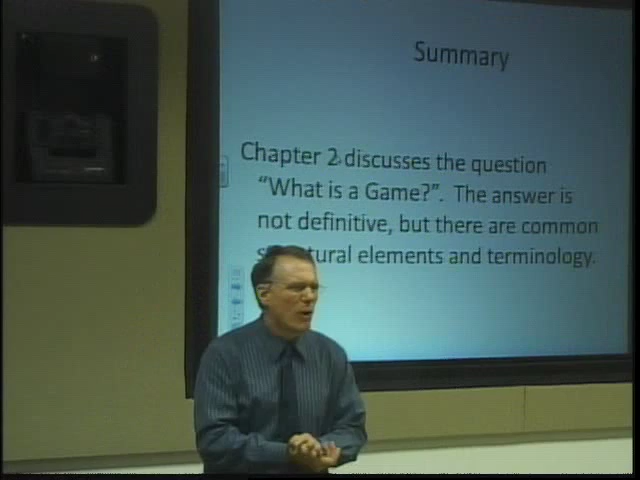 Summary
Chapter 2 discusses the question
“What is a Game?”. The answer is
not definitive, but there are common
elements and terminology.